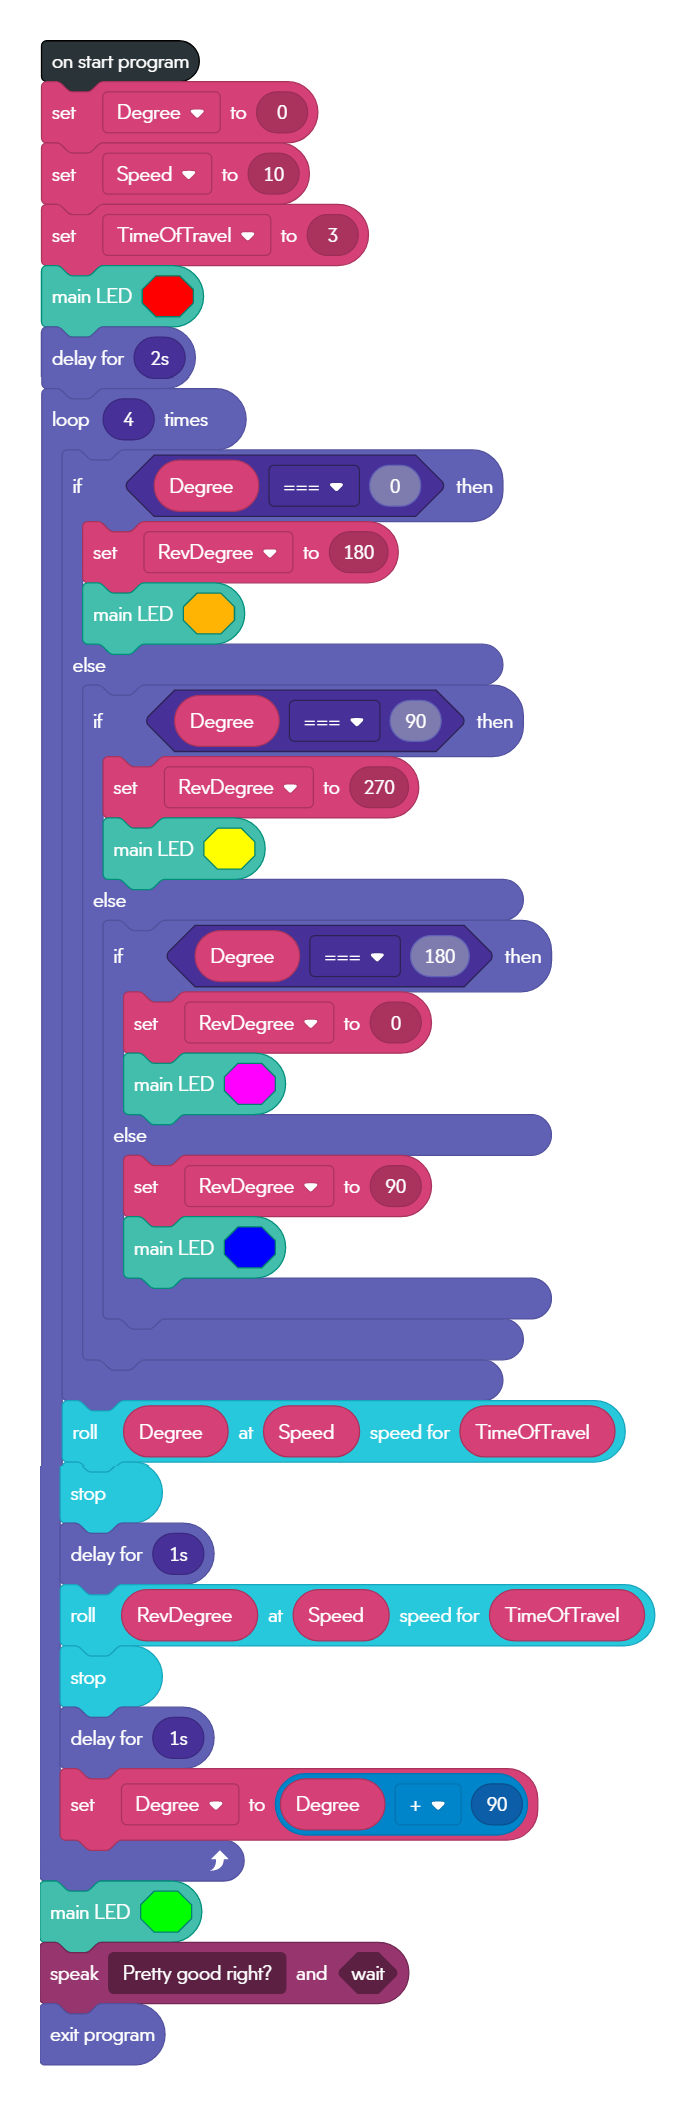 on start program
set Degree to 0
set Speed to 10
set TimeOfTravel to 3
main LED
delay for 2s
loop 4 times
if Degree === 0 then
set RevDegree to 180
main LED
else
if Degree === 90 then
set RevDegree to 270
main LED
else
if Degree === 180 then
set RevDegree to 0
main LED
else
set RevDegree to 90
main LED
roll Degree at Speed speed for TimeOfTravel
stop
delay for 1s
roll RevDegree at Speed speed for TimeOfTravel
stop
delay for 1s
set Degree to Degree + 90
main LED
speak Pretty good right? and wait
exit program